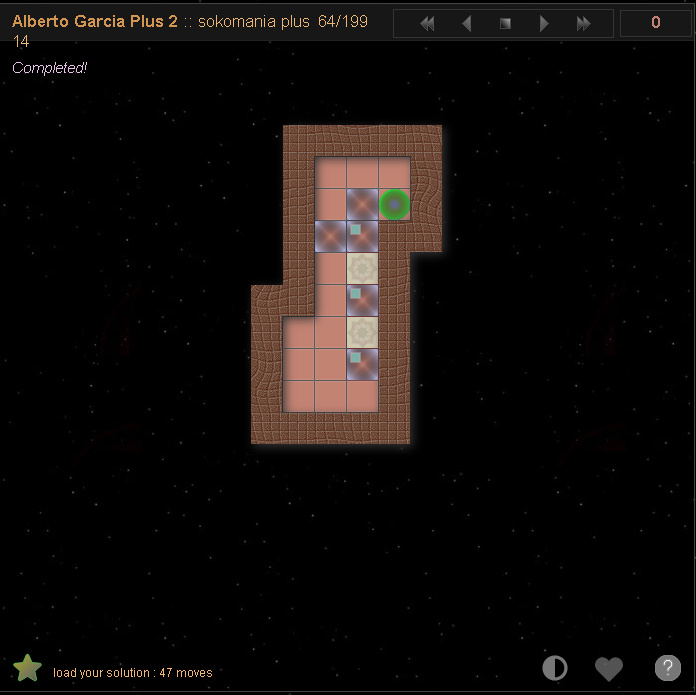 Alberto Garcia Plus 2 :: sokomania plus 64/199
0
14
Completed!
load your solution : 47 moves
?